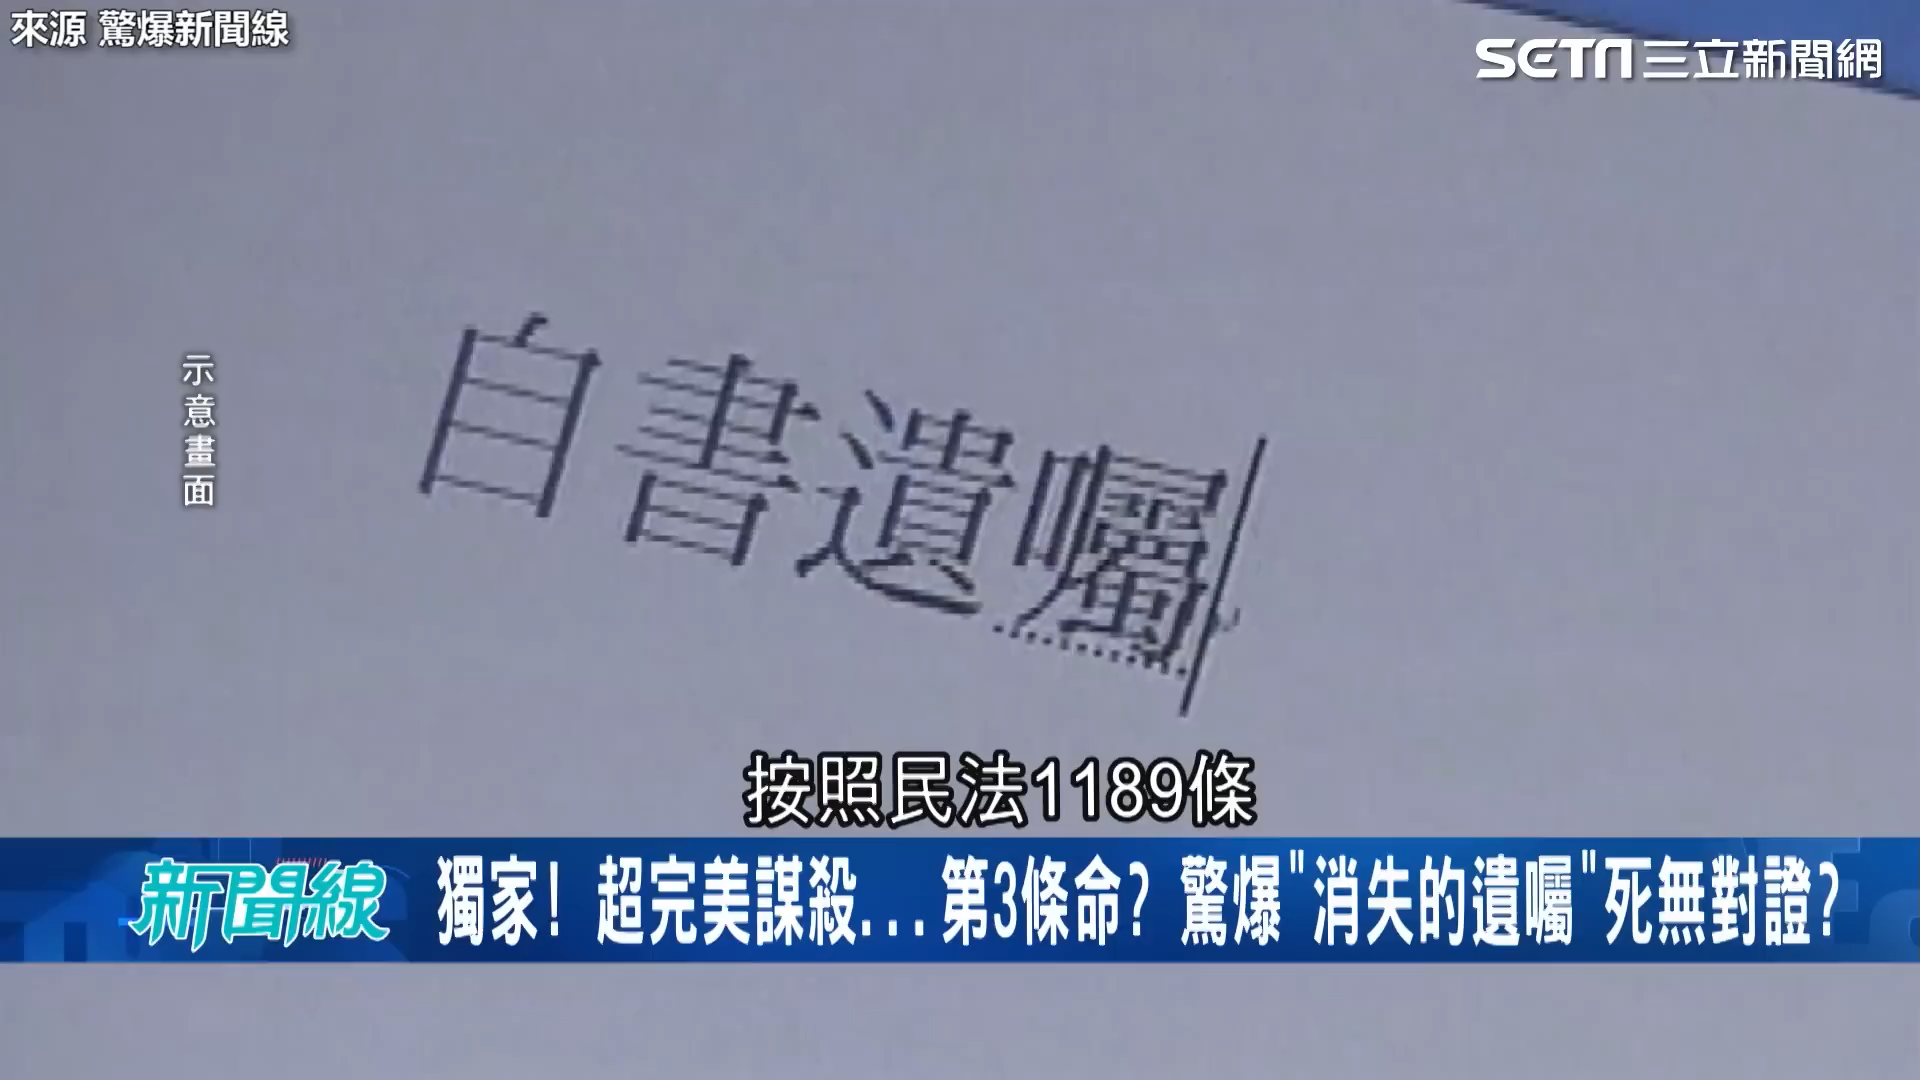 來源 驚爆新聞線
SETN三立新聞網
示意畫面
自書遺囑
按照民法1189條
新聞線
獨家! 超完美謀殺...第3條命? 驚爆"消失的遺囑"死無對證?